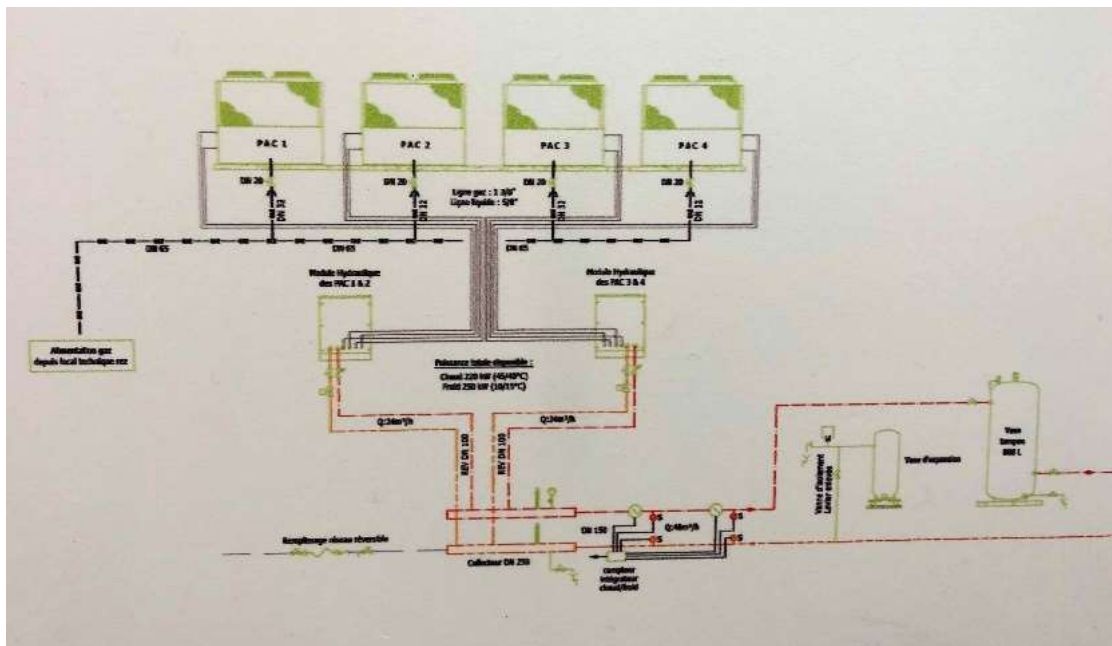 PAC 1
PAC 2
PAC 3
PAC 4
DN 20
DN 20
DN 20
DN 20
DN 32
DN 32
DN 32
DN 32
Ligne gaz : 1 3/8"
Ligne liquide : 5/8"
DN 65
DN 65
DN 65
Module Hydraulique
des PAC 1 & 2
Module Hydraulique
des PAC 3 & 4
Alimentation gaz
depuis local technique rez
Puissance totale disponible :
Chaud 220 kW (45/40°C)
Froid 250 kW (10/15°C)
Q:24m³/h
Q:24m³/h
REV DN 100
REV DN 100
Vanne d'isolement
Levier enlevée
Vase d'expansion
Vase
tampon
800 L
S
S
DN 150
Q:48m³/h
S
S
Remplissage réseau réversible
Collecteur DN 250
compteur
intégrateur
chaud/froid